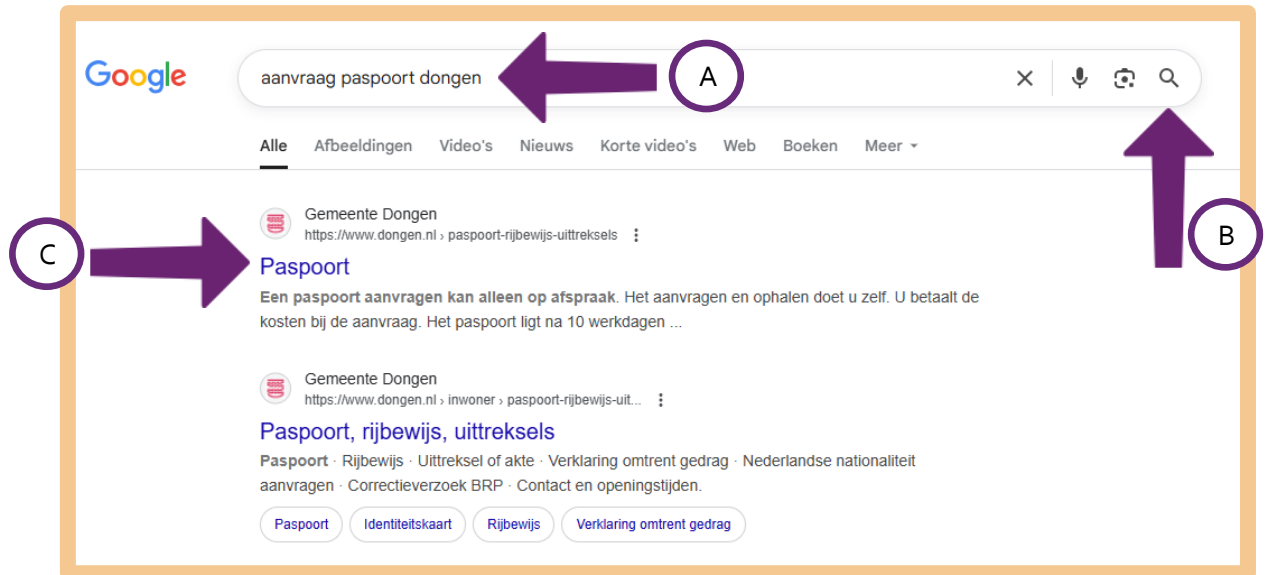 Google
aanvraag paspoort dongen
A
Alle Afbeeldingen Video's Nieuws Korte video's Web Boeken Meer
B
C
Gemeente Dongen
https://www.dongen.nl › paspoort-rijbewijs-uittreksels
Paspoort
Een paspoort aanvragen kan alleen op afspraak. Het aanvragen en ophalen doet u zelf. U betaalt de
kosten bij de aanvraag. Het paspoort ligt na 10 werkdagen ...
Gemeente Dongen
https://www.dongen.nl › inwoner › paspoort-rijbewijs-uit...
Paspoort, rijbewijs, uittreksels
Paspoort · Rijbewijs · Uittreksel of akte · Verklaring omtrent gedrag · Nederlandse nationaliteit
aanvragen · Correctieverzoek BRP · Contact en openingstijden.
Paspoort Identiteitskaart Rijbewijs Verklaring omtrent gedrag